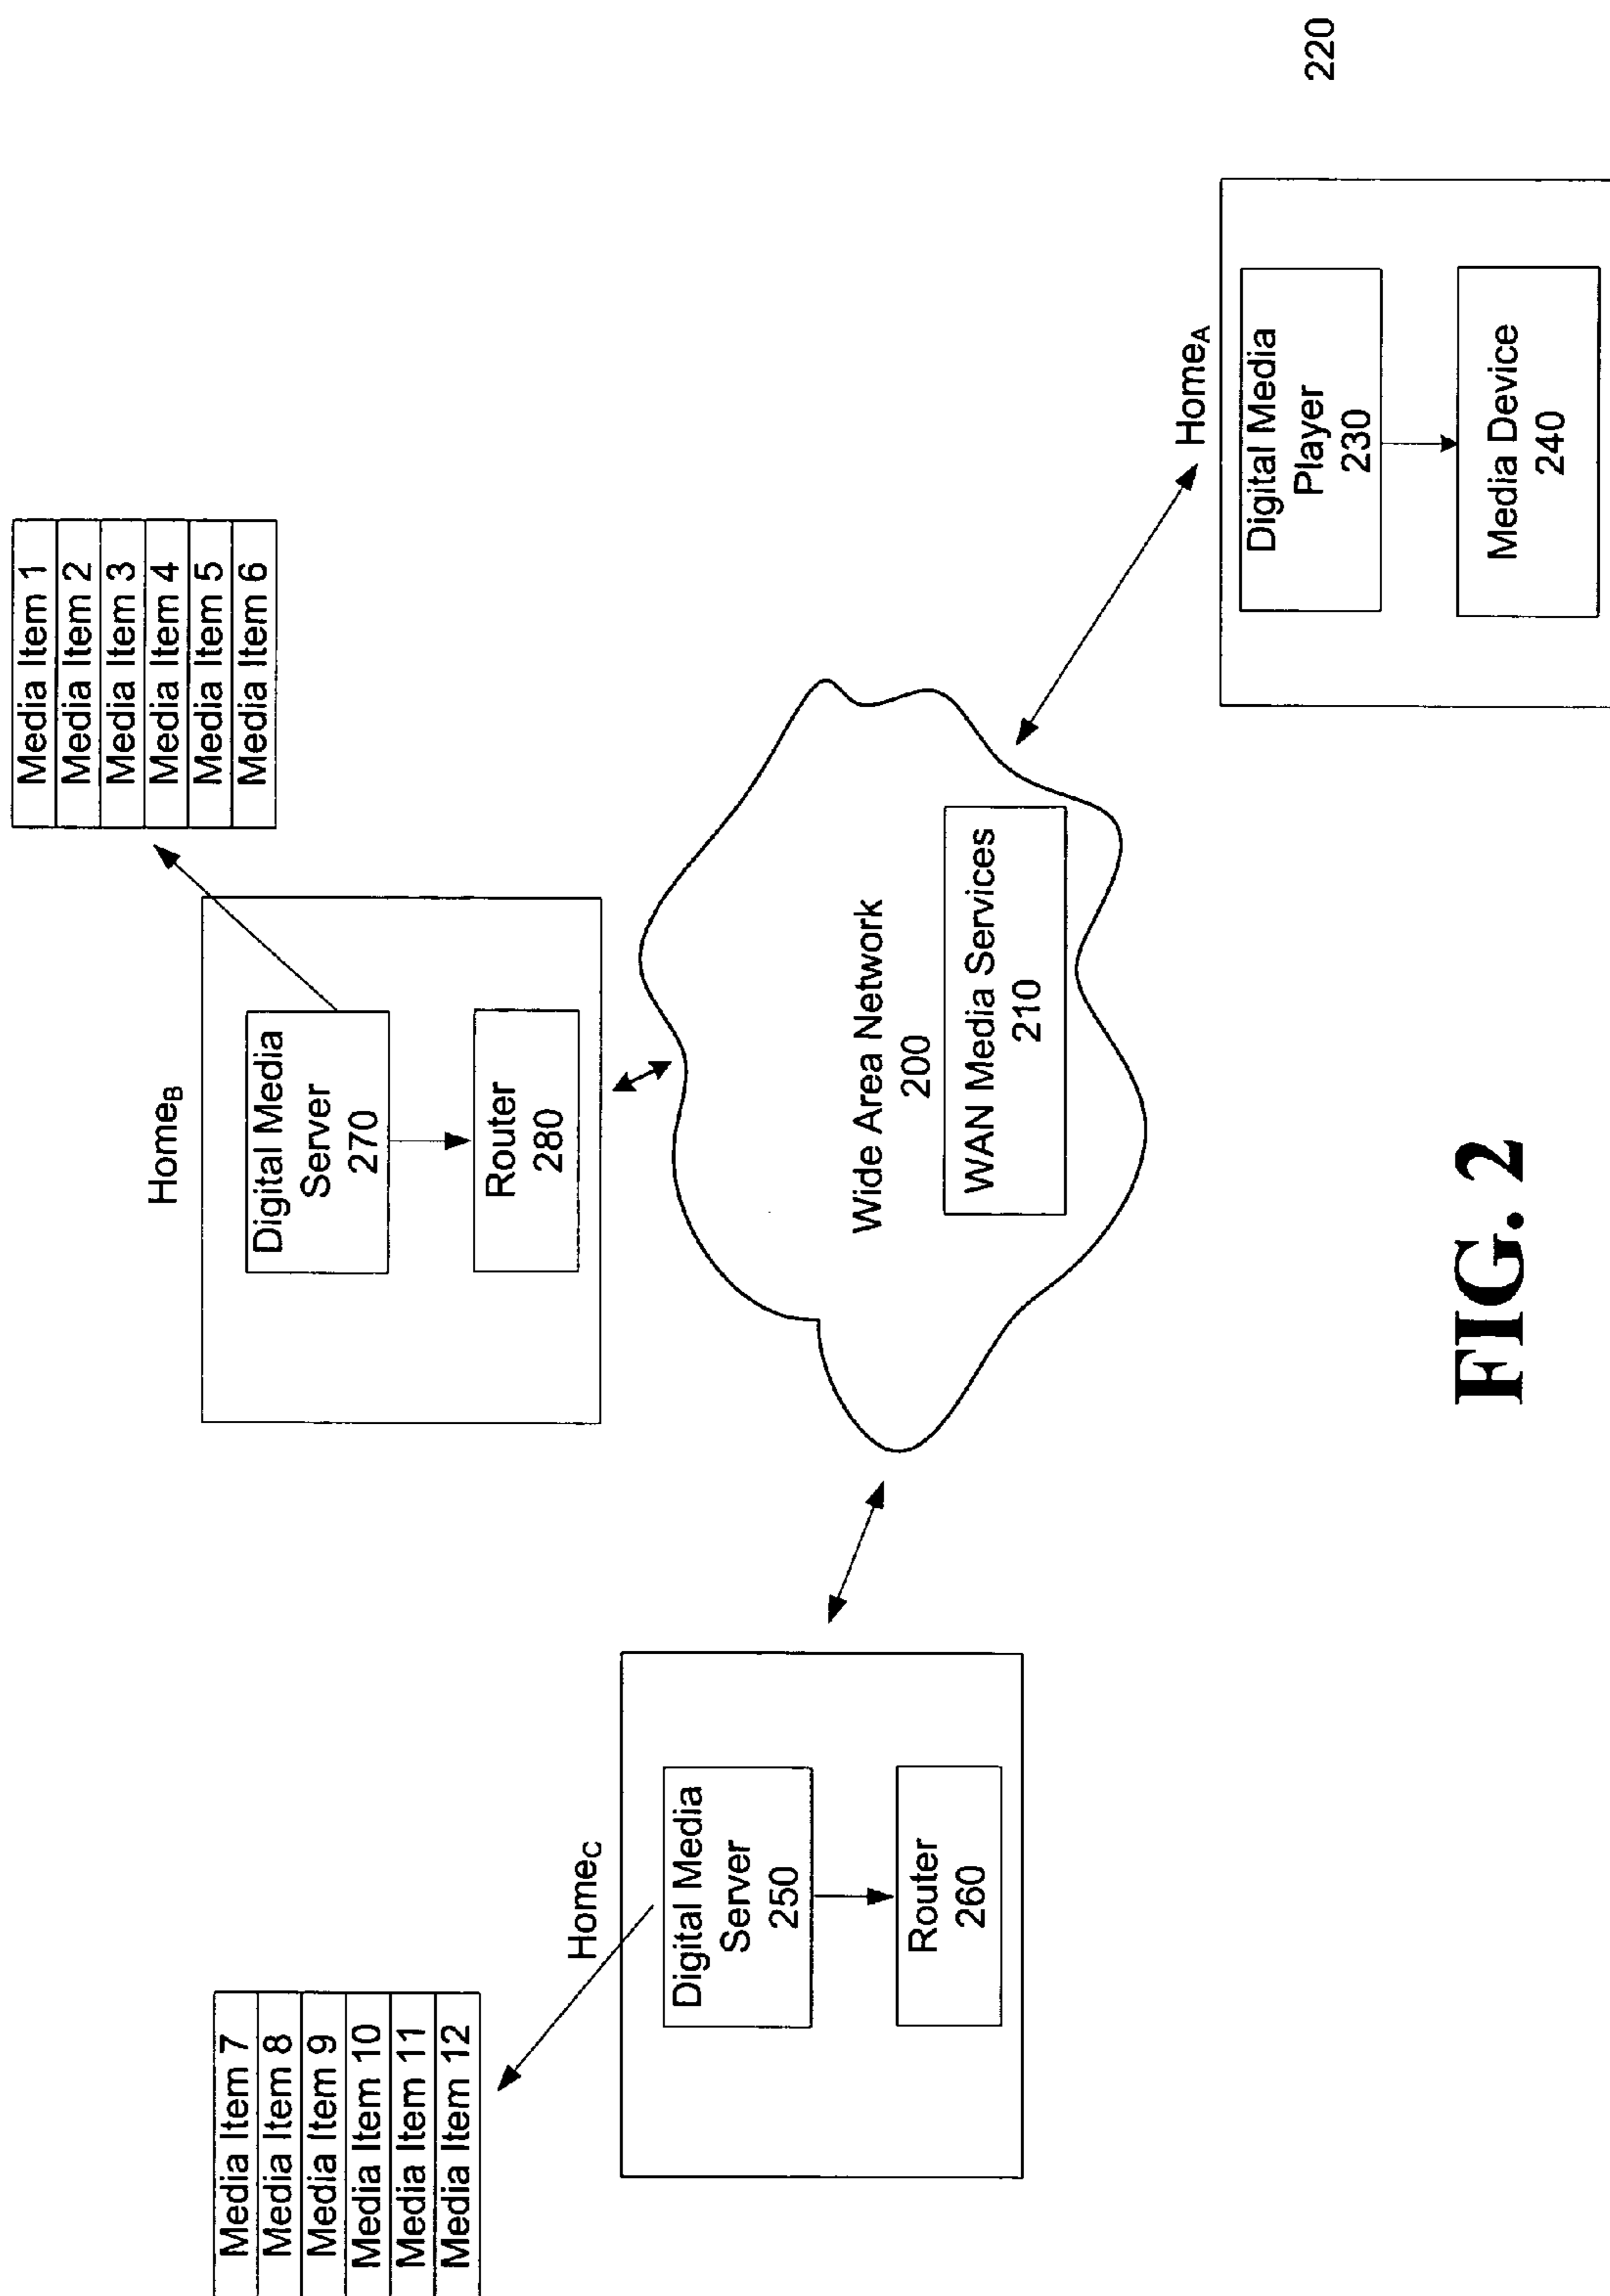 Media Item 7
Media Item 8
Media Item 9
Media Item 10
Media Item 11
Media Item 12
Home_C
Digital Media
Server
250
Router
260
Home_B
Digital Media
Server
270
Router
280
Media Item 1
Media Item 2
Media Item 3
Media Item 4
Media Item 5
Media Item 6
Wide Area Network
200
WAN Media Services
210
Home_A
Digital Media
Player
230
Media Device
240
220
FIG. 2